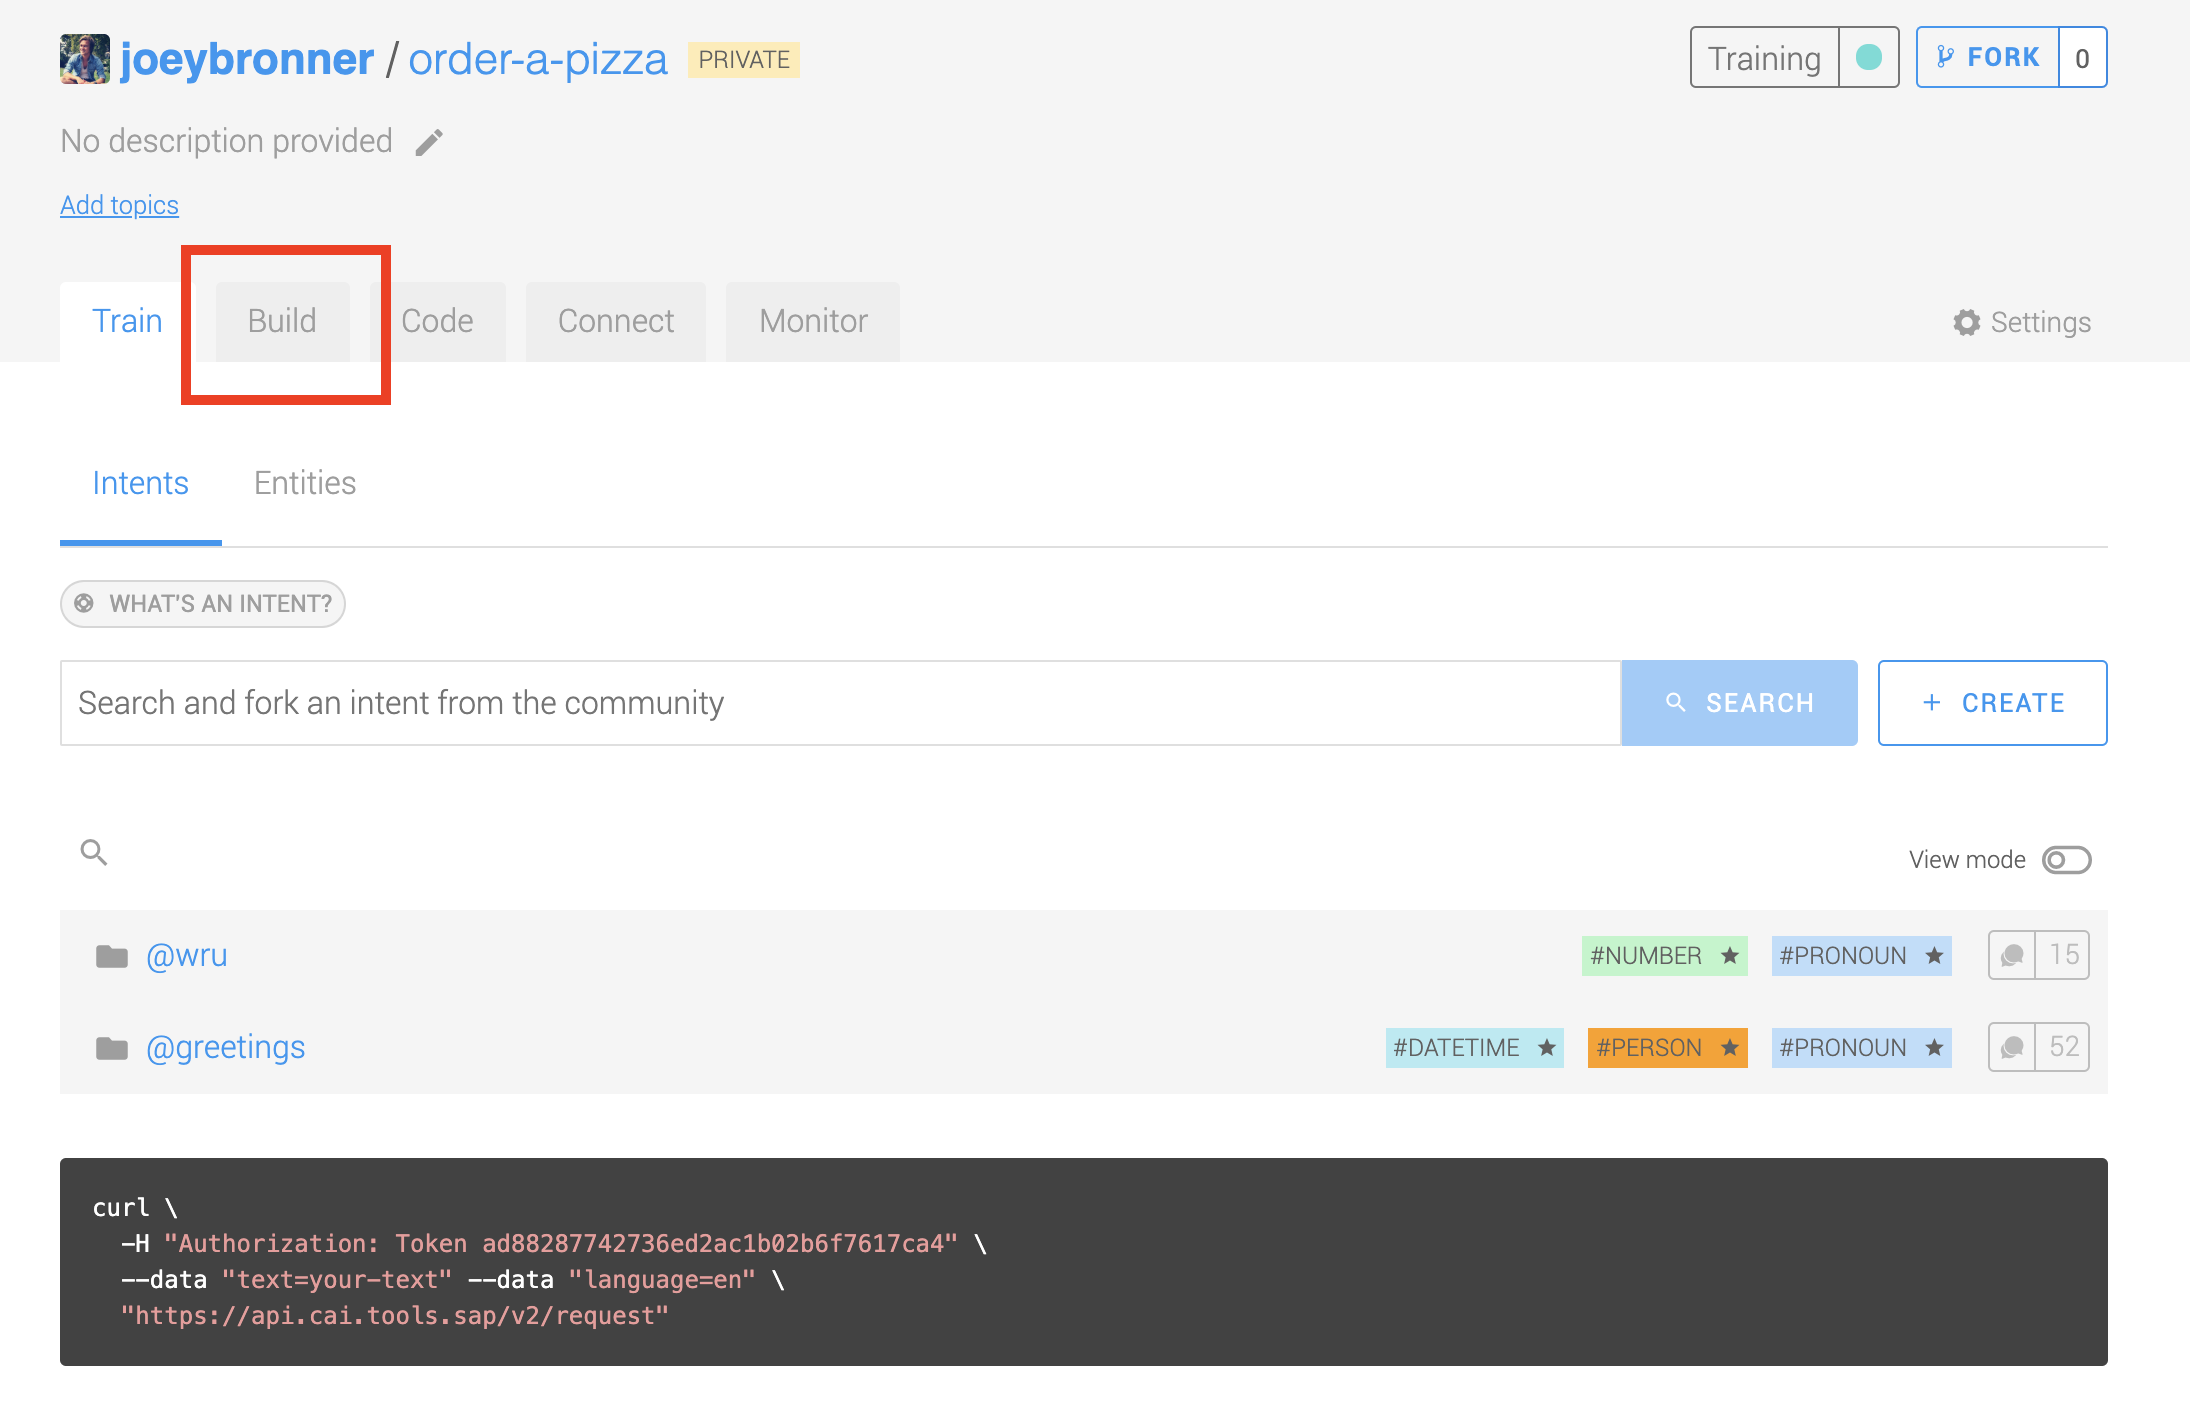 joeybronner / order-a-pizza PRIVATE Training FORK 0
No description provided
Add topics
Train Build Code Connect Monitor Settings
Intents Entities
WHAT'S AN INTENT?
Search and fork an intent from the community SEARCH + CREATE
View mode
@wru #NUMBER ★ #PRONOUN ★ 15
@greetings #DATETIME ★ #PERSON ★ #PRONOUN ★ 52
curl \
-H "Authorization: Token ad88287742736ed2ac1b02b6f7617ca4" \
--data "text=your-text" --data "language=en" \
"https://api.cai.tools.sap/v2/request"